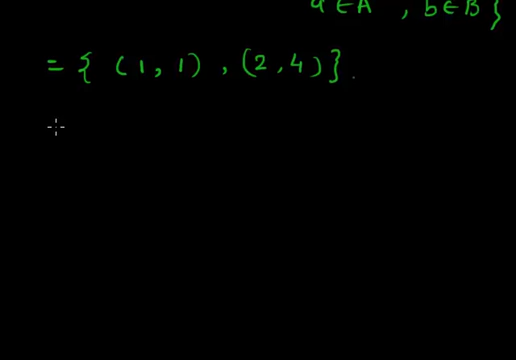 a ∈ A , b ∈ B }
= { (1, 1) , (2, 4) } .